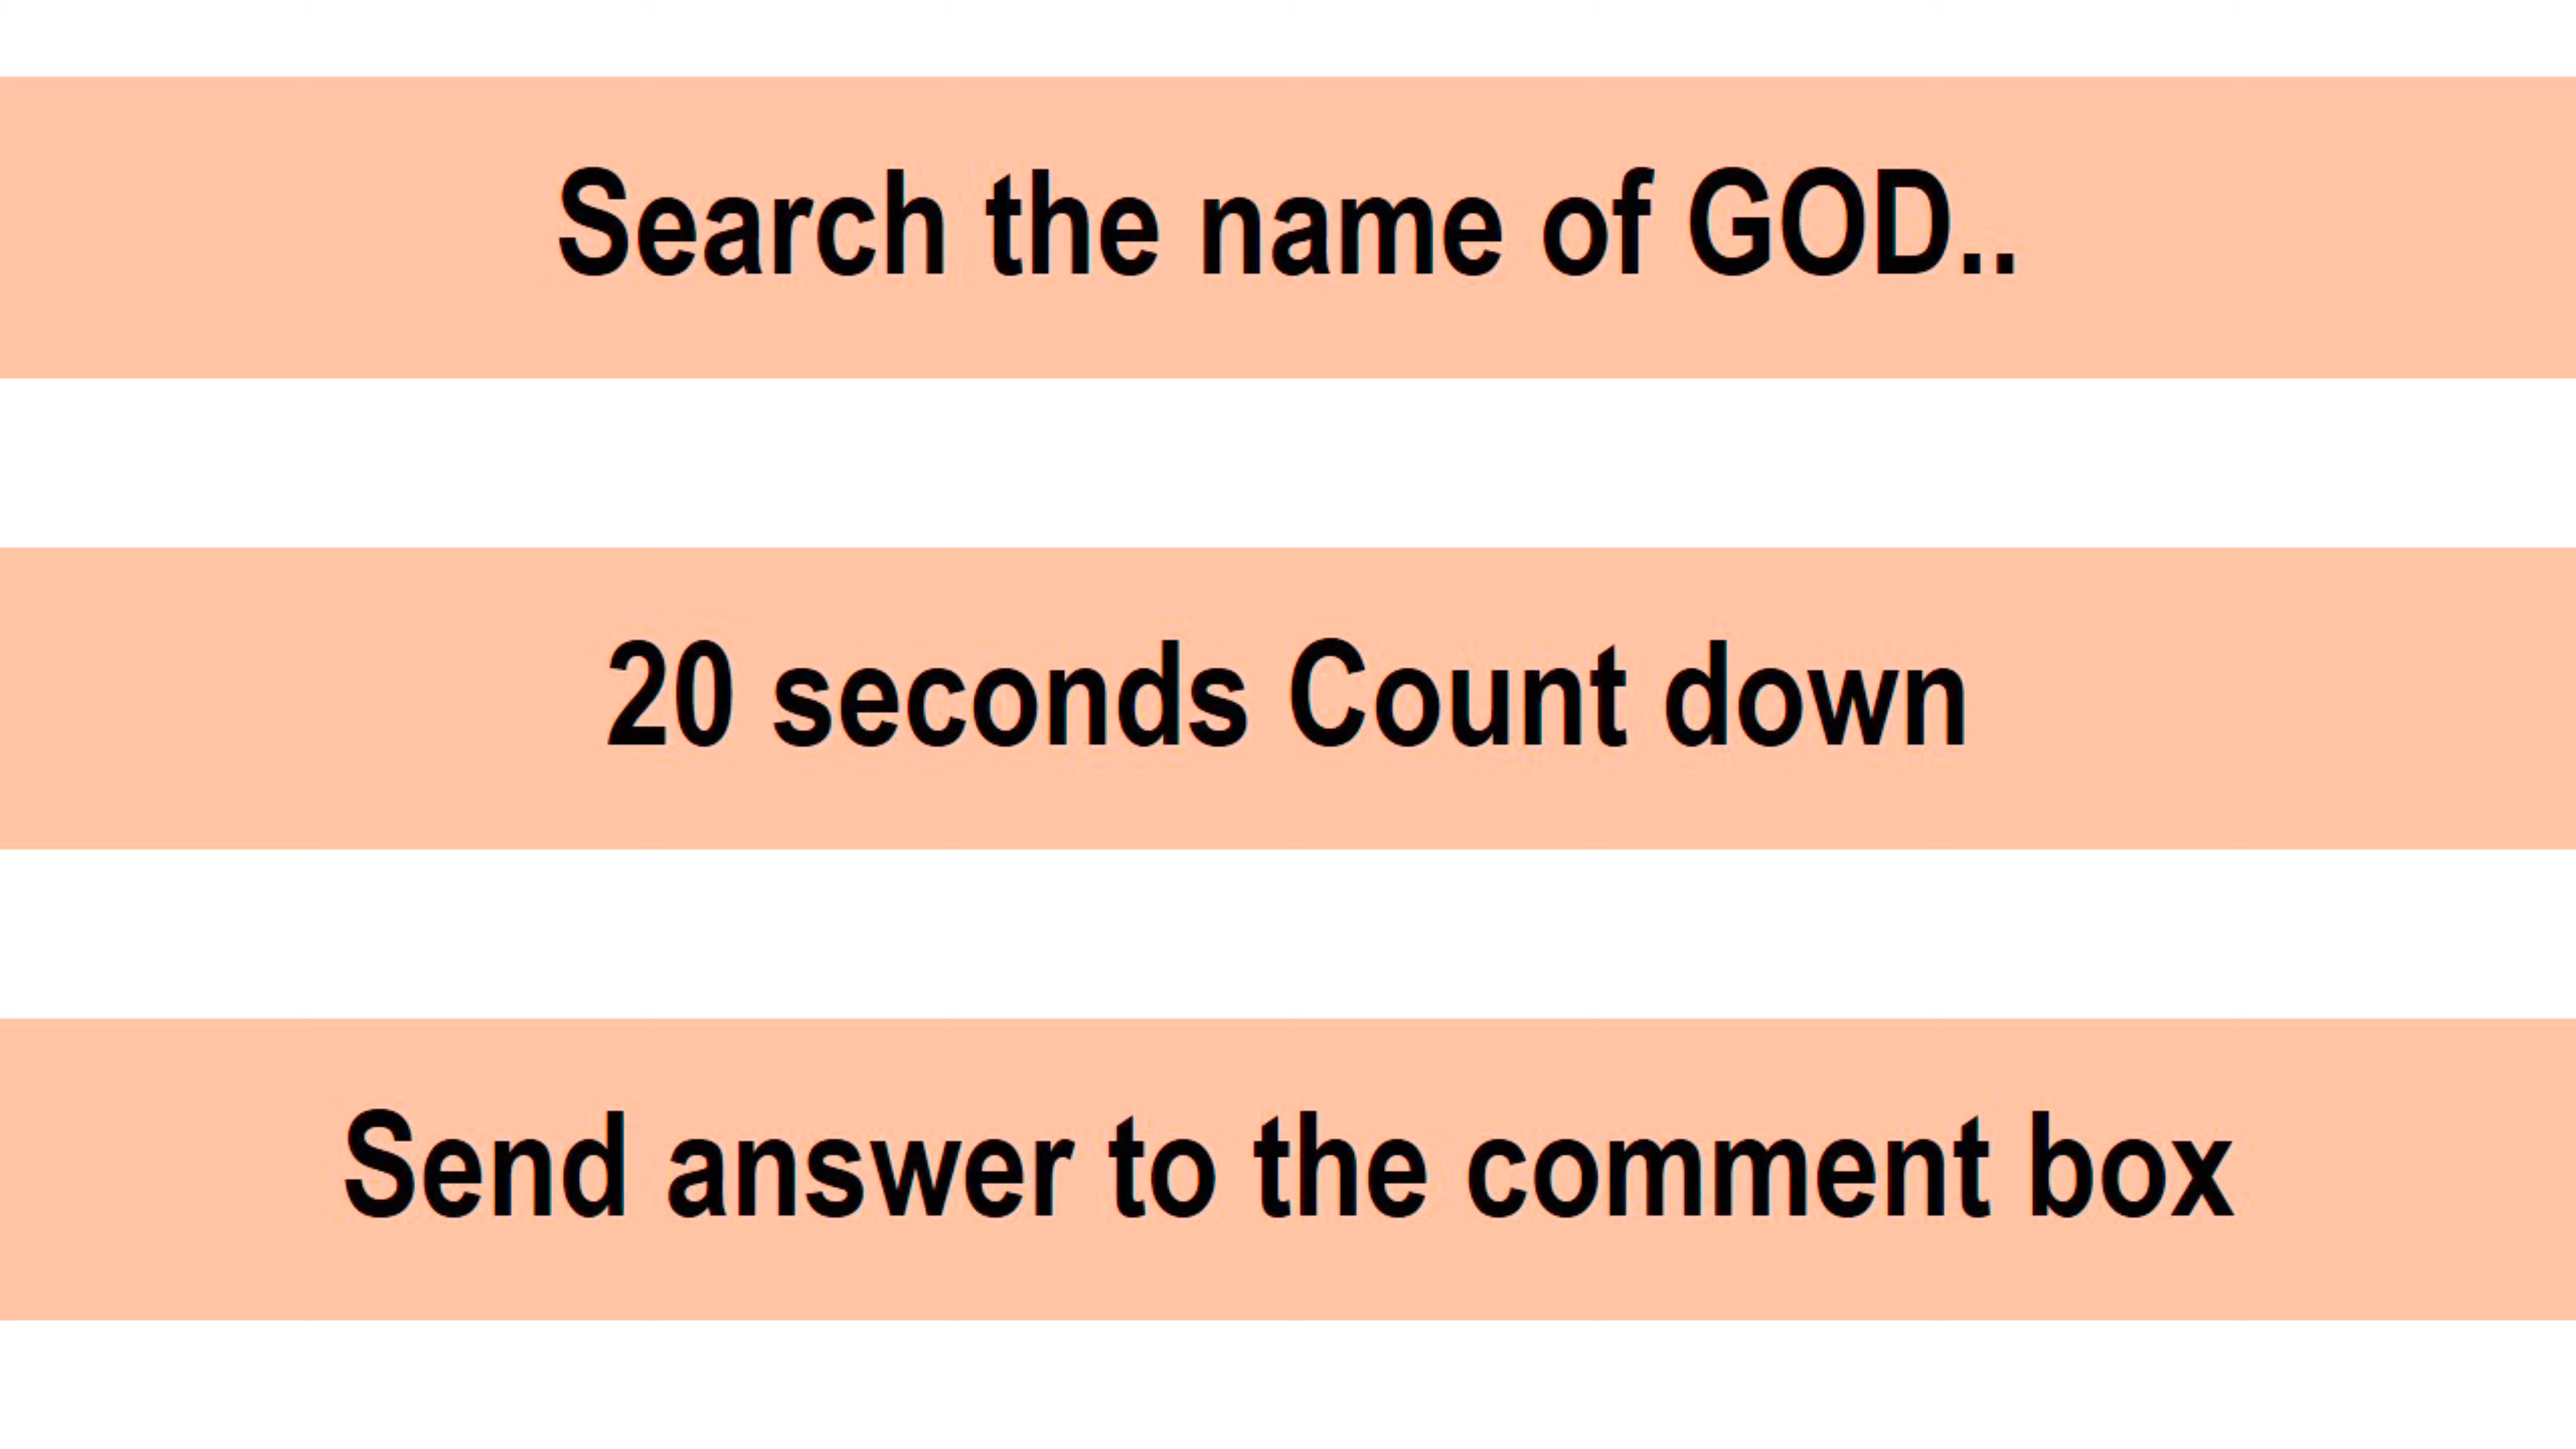 Search the name of GOD..
20 seconds Count down
Send answer to the comment box